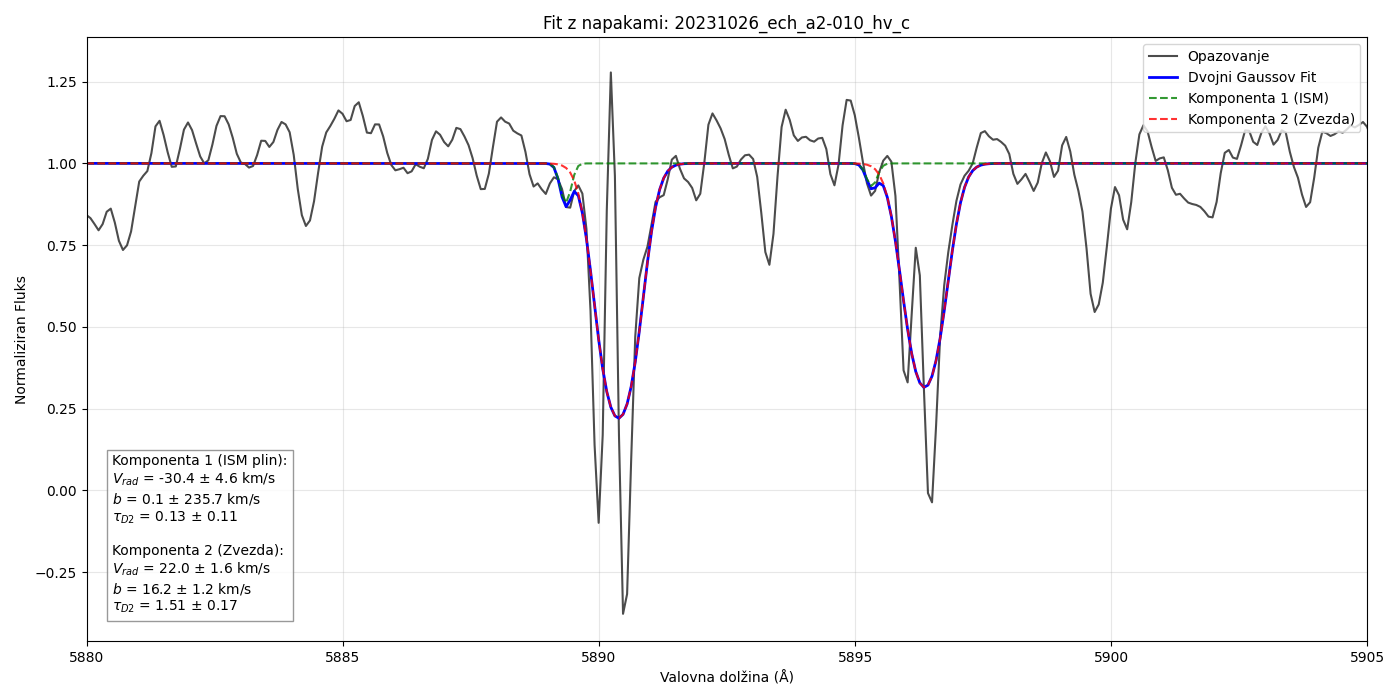 Fit z napakami: 20231026_ech_a2-010_hv_c
Opazovanje
Dvojni Gaussov Fit
Komponenta 1 (ISM)
Komponenta 2 (Zvezda)
Normaliziran Fluks
1.25
1.00
0.75
0.50
0.25
0.00
−0.25
Komponenta 1 (ISM plin):
V_rad = -30.4 ± 4.6 km/s
b = 0.1 ± 235.7 km/s
τ_D2 = 0.13 ± 0.11
Komponenta 2 (Zvezda):
V_rad = 22.0 ± 1.6 km/s
b = 16.2 ± 1.2 km/s
τ_D2 = 1.51 ± 0.17
5880 5885 5890 5895 5900 5905
Valovna dolžina (Å)